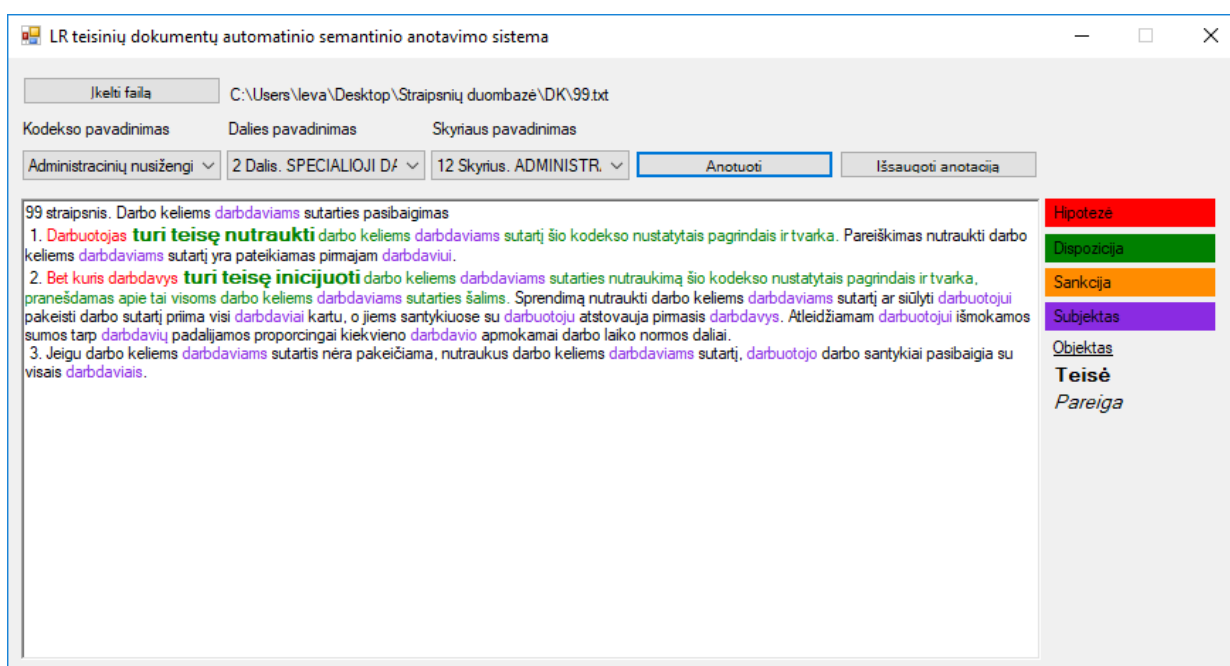 LR teisinių dokumentų automatinio semantinio anotavimo sistema
Įkelti failą C:\Users\Ieva\Desktop\Straipsnių duombazė\DK\99.txt
Kodekso pavadinimas Dalies pavadinimas Skyriaus pavadinimas
Administracinių nusižengi 2 Dalis. SPECIALIOJI DA 12 Skyrius. ADMINISTR. Anotuoti Išsaugoti anotaciją
99 straipsnis. Darbo keliems darbdaviams sutarties pasibaigimas
1. Darbuotojas turi teisę nutraukti darbo keliems darbdaviams sutartį šio kodekso nustatytais pagrindais ir tvarka. Pareiškimas nutraukti darbo
keliems darbdaviams sutartį yra pateikiamas pirmajam darbdaviui.
2. Bet kuris darbdavys turi teisę inicijuoti darbo keliems darbdaviams sutarties nutraukimą šio kodekso nustatytais pagrindais ir tvarka,
pranešdamas apie tai visoms darbo keliems darbdaviams sutarties šalims. Sprendimą nutraukti darbo keliems darbdaviams sutartį ar siūlyti darbuotojui
pakeisti darbo sutartį priima visi darbdaviai kartu, o jiems santykiuose su darbuotoju atstovauja pirmasis darbdavys. Atleidžiamam darbuotojui išmokamos
sumos tarp darbdavių padalijamos proporcingai kiekvieno darbdavio apmokamai darbo laiko normos daliai.
3. Jeigu darbo keliems darbdaviams sutartis nėra pakeičiama, nutraukus darbo keliems darbdaviams sutartį, darbuotojo darbo santykiai pasibaigia su
visais darbdaviais.
Hipotezė
Dispozicija
Sankcija
Subjektas
Objektas
Teisė
Pareiga